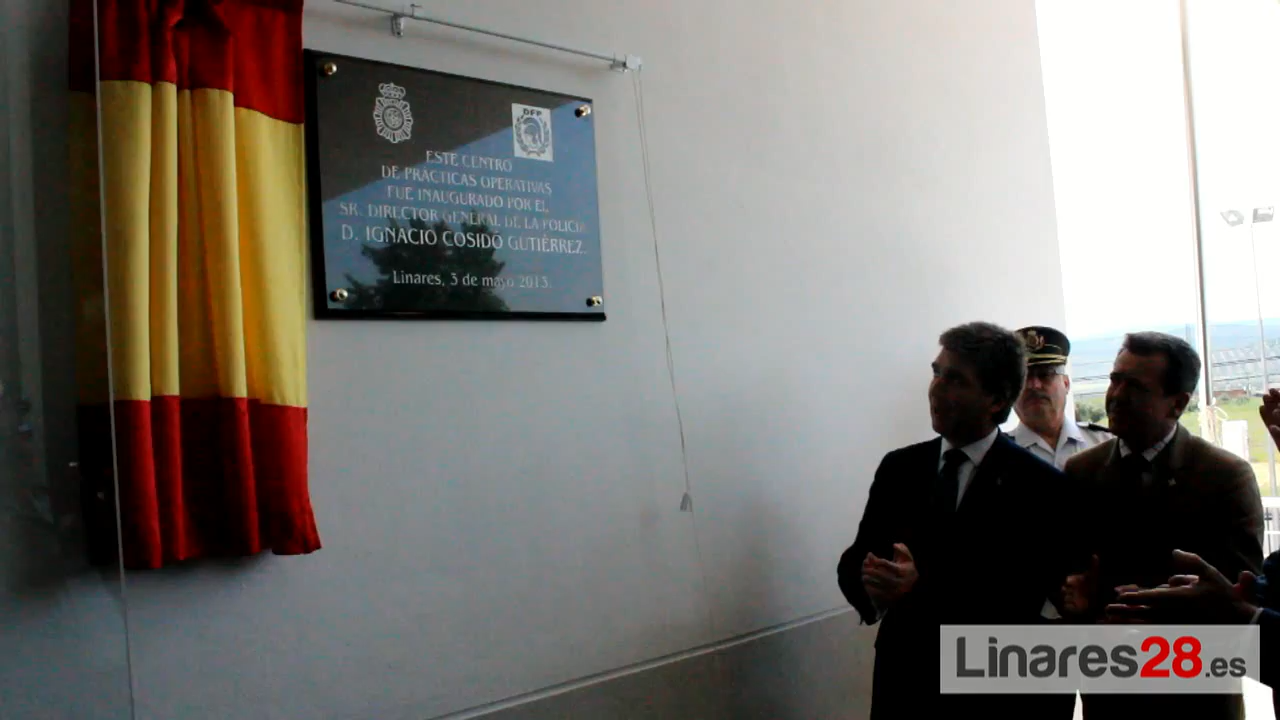 DFP
ESTE CENTRO
DE PRÁCTICAS OPERATIVAS
FUE INAUGURADO POR EL
SR. DIRECTOR GENERAL DE LA POLICÍA
D. IGNACIO COSIDÓ GUTIÉRREZ.
Linares, 3 de mayo 2013.
Linares28.es